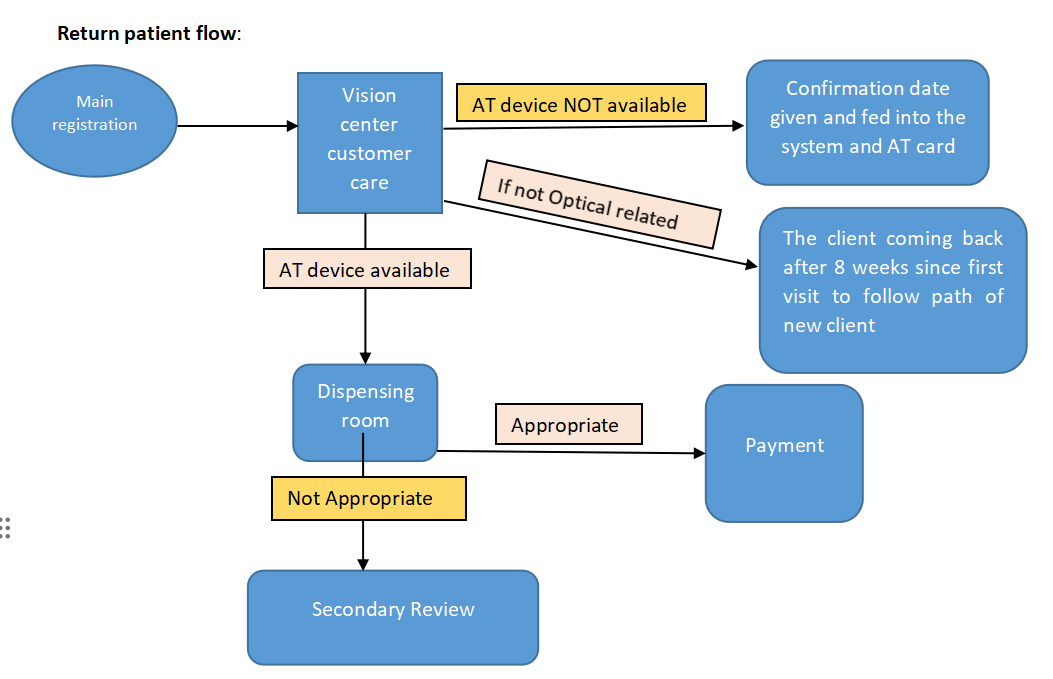 Return patient flow:
Main
registration
Vision
center
customer
care
AT device NOT available
Confirmation date
given and fed into the
system and AT card
If not Optical related
The client coming back
after 8 weeks since first
visit to follow path of
new client
AT device available
Dispensing
room
Appropriate
Payment
Not Appropriate
Secondary Review